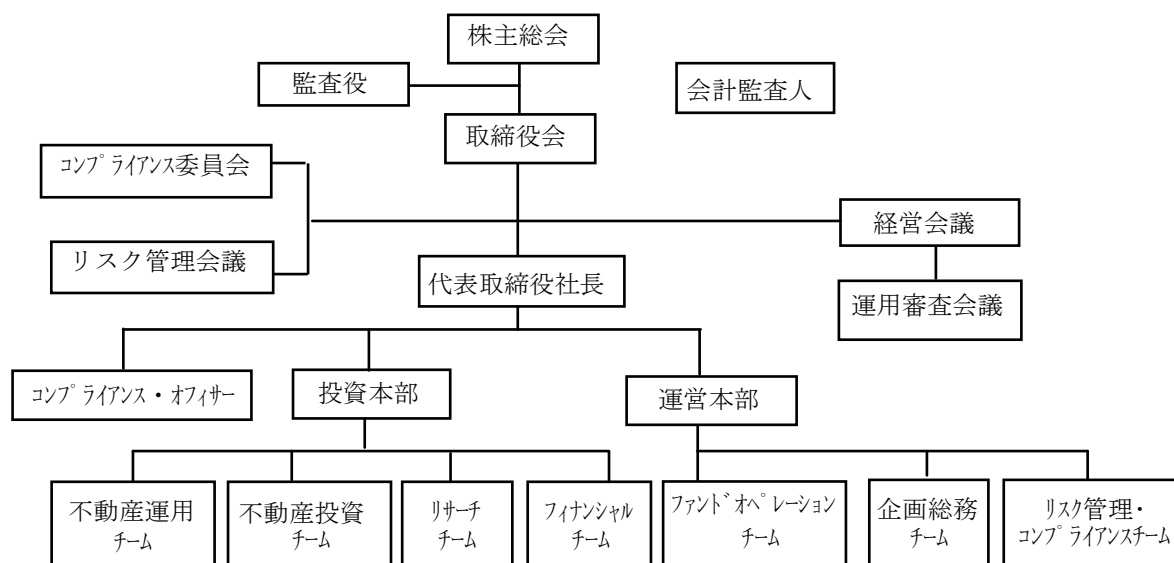 株主総会
監査役
会計監査人
取締役会
ｺﾝﾌﾟﾗｲｱﾝｽ委員会
経営会議
リスク管理会議
代表取締役社長
運用審査会議
ｺﾝﾌﾟﾗｲｱﾝｽ・ｵﾌｨｻｰ
投資本部
運営本部
不動産運用
ﾁｰﾑ
不動産投資
ﾁｰﾑ
ﾘｻｰﾁ
ﾁｰﾑ
ﾌｨﾅﾝｼｬﾙ
ﾁｰﾑ
ﾌｧﾝﾄﾞｵﾍﾟﾚｰｼｮﾝ
ﾁｰﾑ
企画総務
ﾁｰﾑ
ﾘｽｸ管理・
ｺﾝﾌﾟﾗｲｱﾝｽﾁｰﾑ